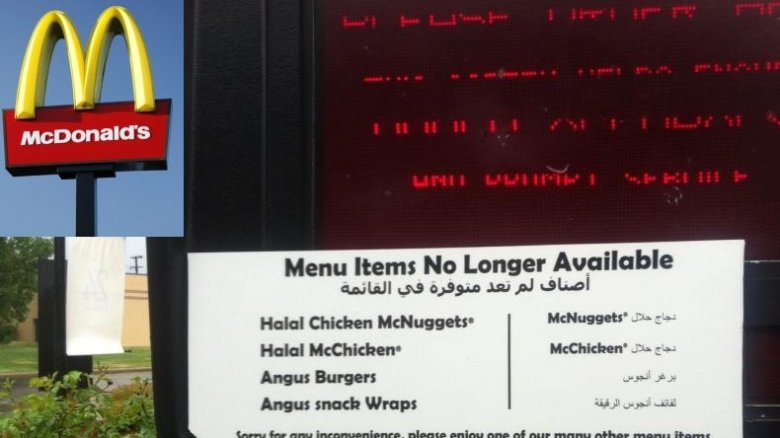 McDonald's
Menu Items No Longer Available
أصناف لم تعد متوفرة في القائمة
Halal Chicken McNuggets®
Halal McChicken®
Angus Burgers
Angus snack Wraps
دجاج حلال McNuggets®
دجاج حلال McChicken®
برغر أنجوس
لفائف أنجوس الرقيقة
Sorry for any inconvenience, please enjoy one of our many other menu items